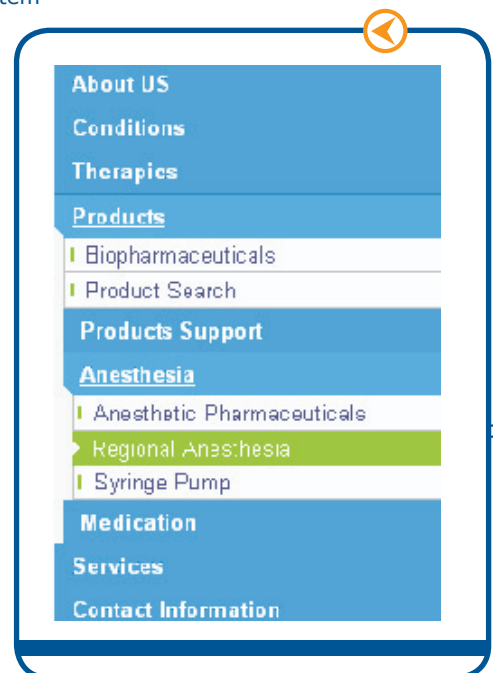 About US
Conditions
Therapies
Products
Biopharmaceuticals
Product Search
Products Support
Anesthesia
Anesthetic Pharmaceuticals
Regional Anesthesia
Syringe Pump
Medication
Services
Contact Information